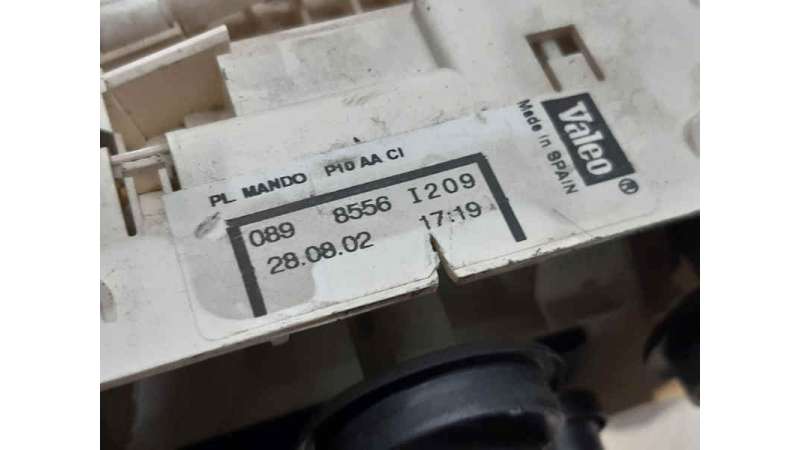 PL. MANDO P10 AA CI
089 8556 I209
28.08.02 17:19
Valeo
Made in SPAIN